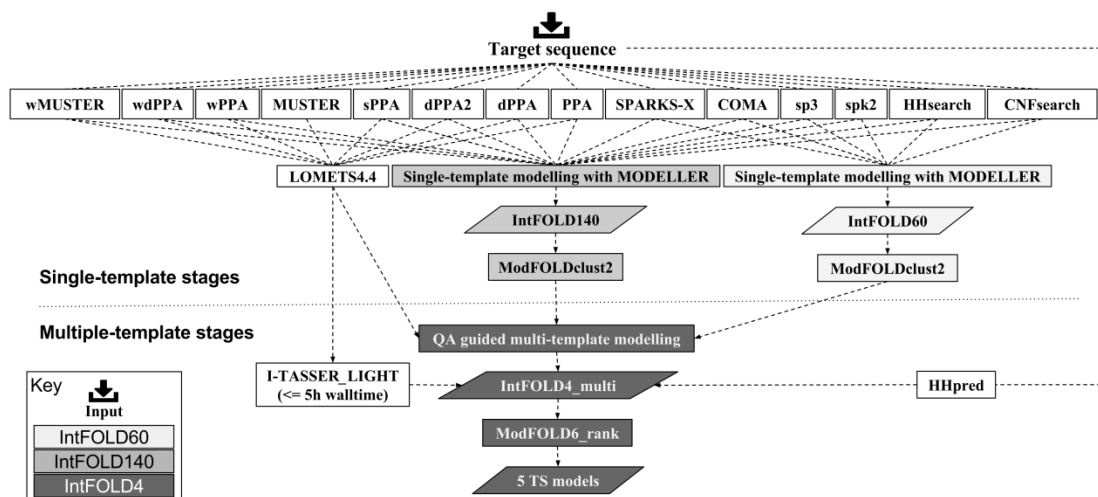 Target sequence
wMUSTER wdPPA wPPA MUSTER sPPA dPPA2 dPPA PPA SPARKS-X COMA sp3 spk2 HHsearch CNFsearch
LOMETS4.4 Single-template modelling with MODELLER Single-template modelling with MODELLER
IntFOLD140 IntFOLD60
ModFOLDclust2 ModFOLDclust2
Single-template stages
Multiple-template stages
QA guided multi-template modelling
I-TASSER_LIGHT
(<= 5h walltime)
IntFOLD4_multi
HHpred
ModFOLD6_rank
5 TS models
Key
Input
IntFOLD60
IntFOLD140
IntFOLD4